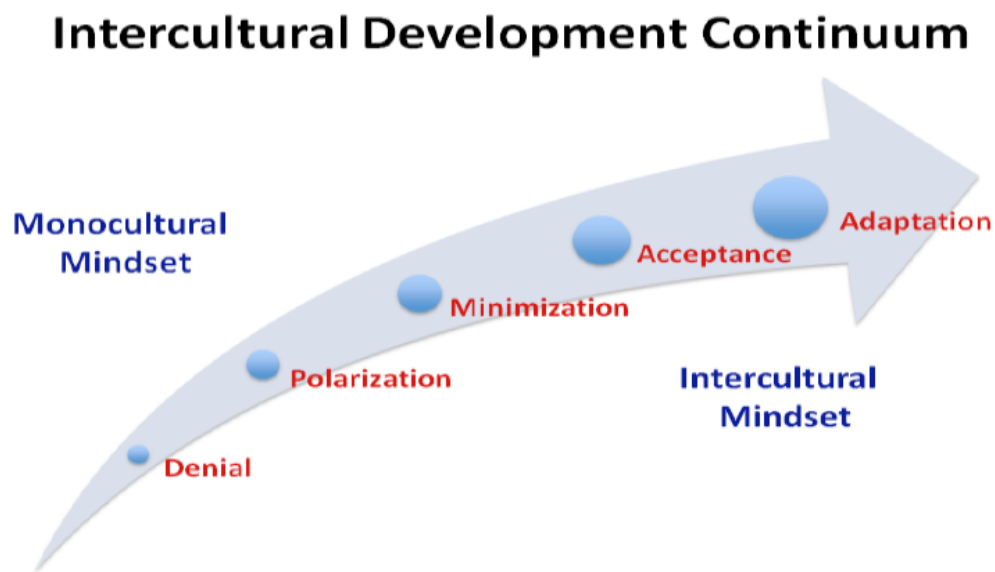 Intercultural Development Continuum
Monocultural
Mindset
Adaptation
Acceptance
Minimization
Polarization
Intercultural
Mindset
Denial